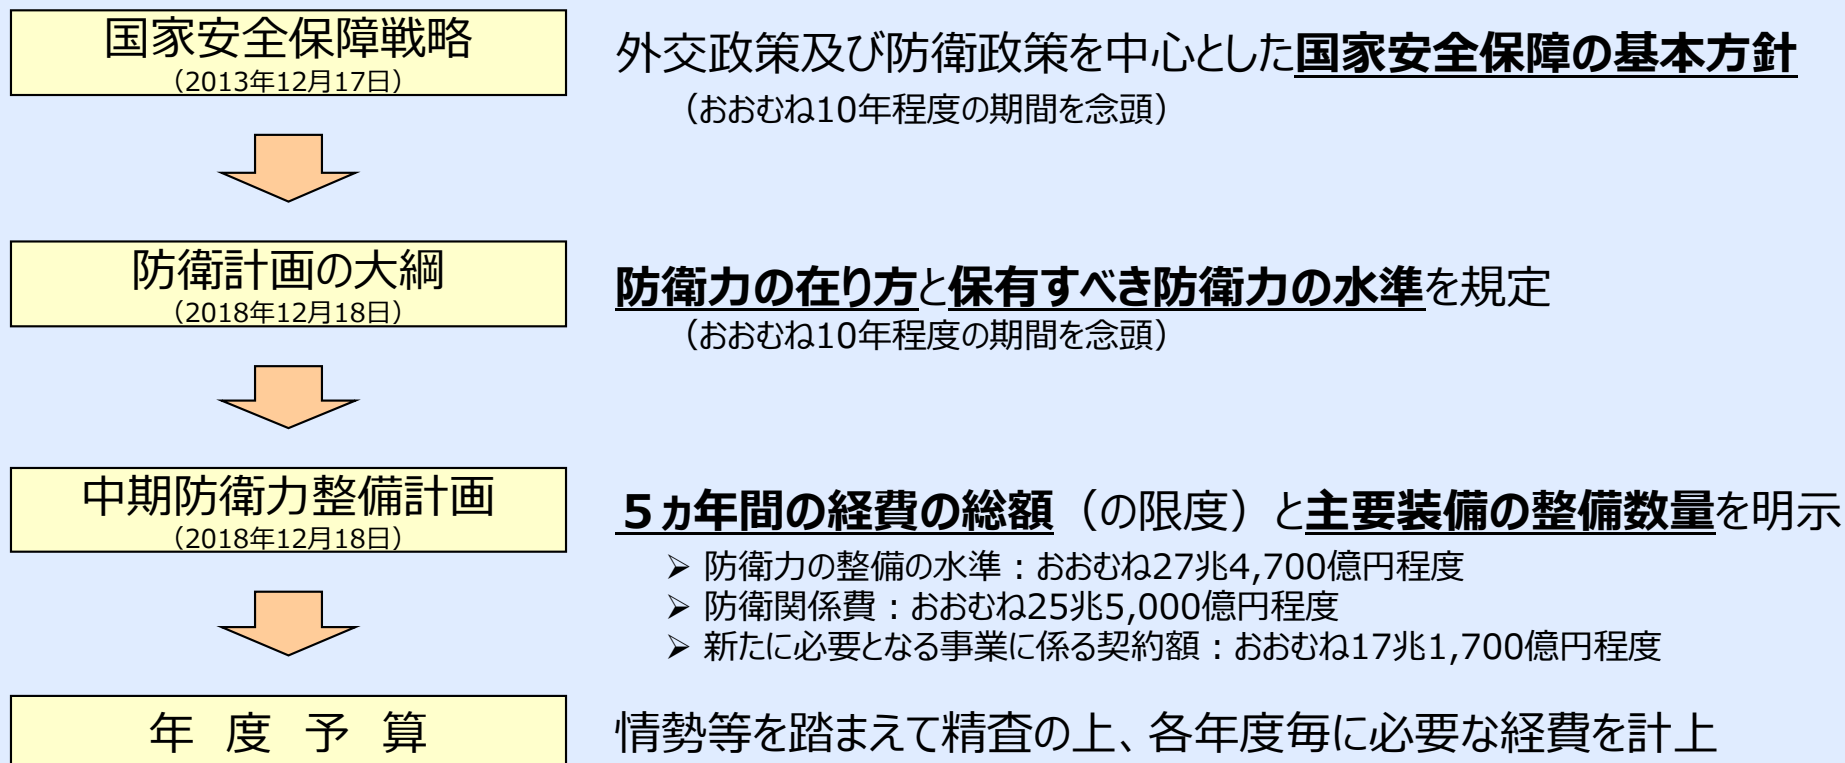 国家安全保障戦略
（2013年12月17日）
外交政策及び防衛政策を中心とした国家安全保障の基本方針
（おおむね10年程度の期間を念頭）
防衛計画の大綱
（2018年12月18日）
防衛力の在り方と保有すべき防衛力の水準を規定
（おおむね10年程度の期間を念頭）
中期防衛力整備計画
（2018年12月18日）
５ヵ年間の経費の総額（の限度）と主要装備の整備数量を明示
➢ 防衛力の整備の水準：おおむね27兆4,700億円程度
➢ 防衛関係費：おおむね25兆5,000億円程度
➢ 新たに必要となる事業に係る契約額：おおむね17兆1,700億円程度
年 度 予 算
情勢等を踏まえて精査の上、各年度毎に必要な経費を計上